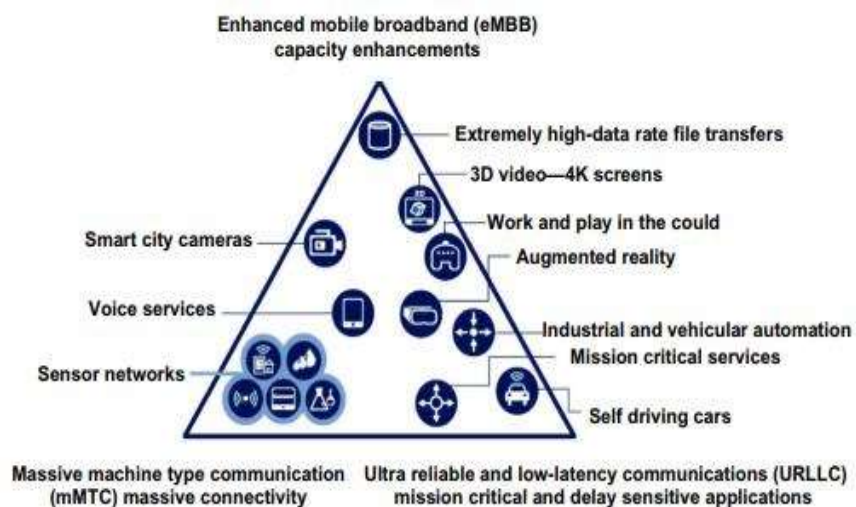 Enhanced mobile broadband (eMBB)
capacity enhancements
Extremely high-data rate file transfers
3D video—4K screens
3D
Work and play in the could
Smart city cameras
Augmented reality
Voice services
Industrial and vehicular automation
Mission critical services
Sensor networks
Self driving cars
Massive machine type communication
(mMTC) massive connectivity
Ultra reliable and low-latency communications (URLLC)
mission critical and delay sensitive applications